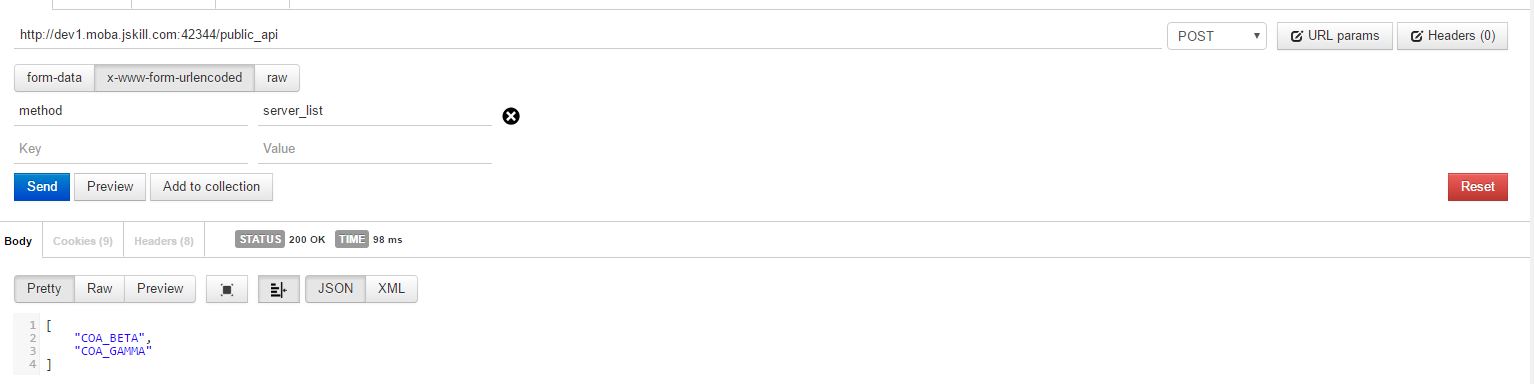 http://dev1.moba.jskill.com:42344/public_api POST URL params Headers (0)
form-data x-www-form-urlencoded raw
method server_list
Key Value
Send Preview Add to collection Reset
Body Cookies (9) Headers (8) STATUS 200 OK TIME 98 ms
Pretty Raw Preview JSON XML
1 [
2 "COA_BETA",
3 "COA_GAMMA"
4 ]